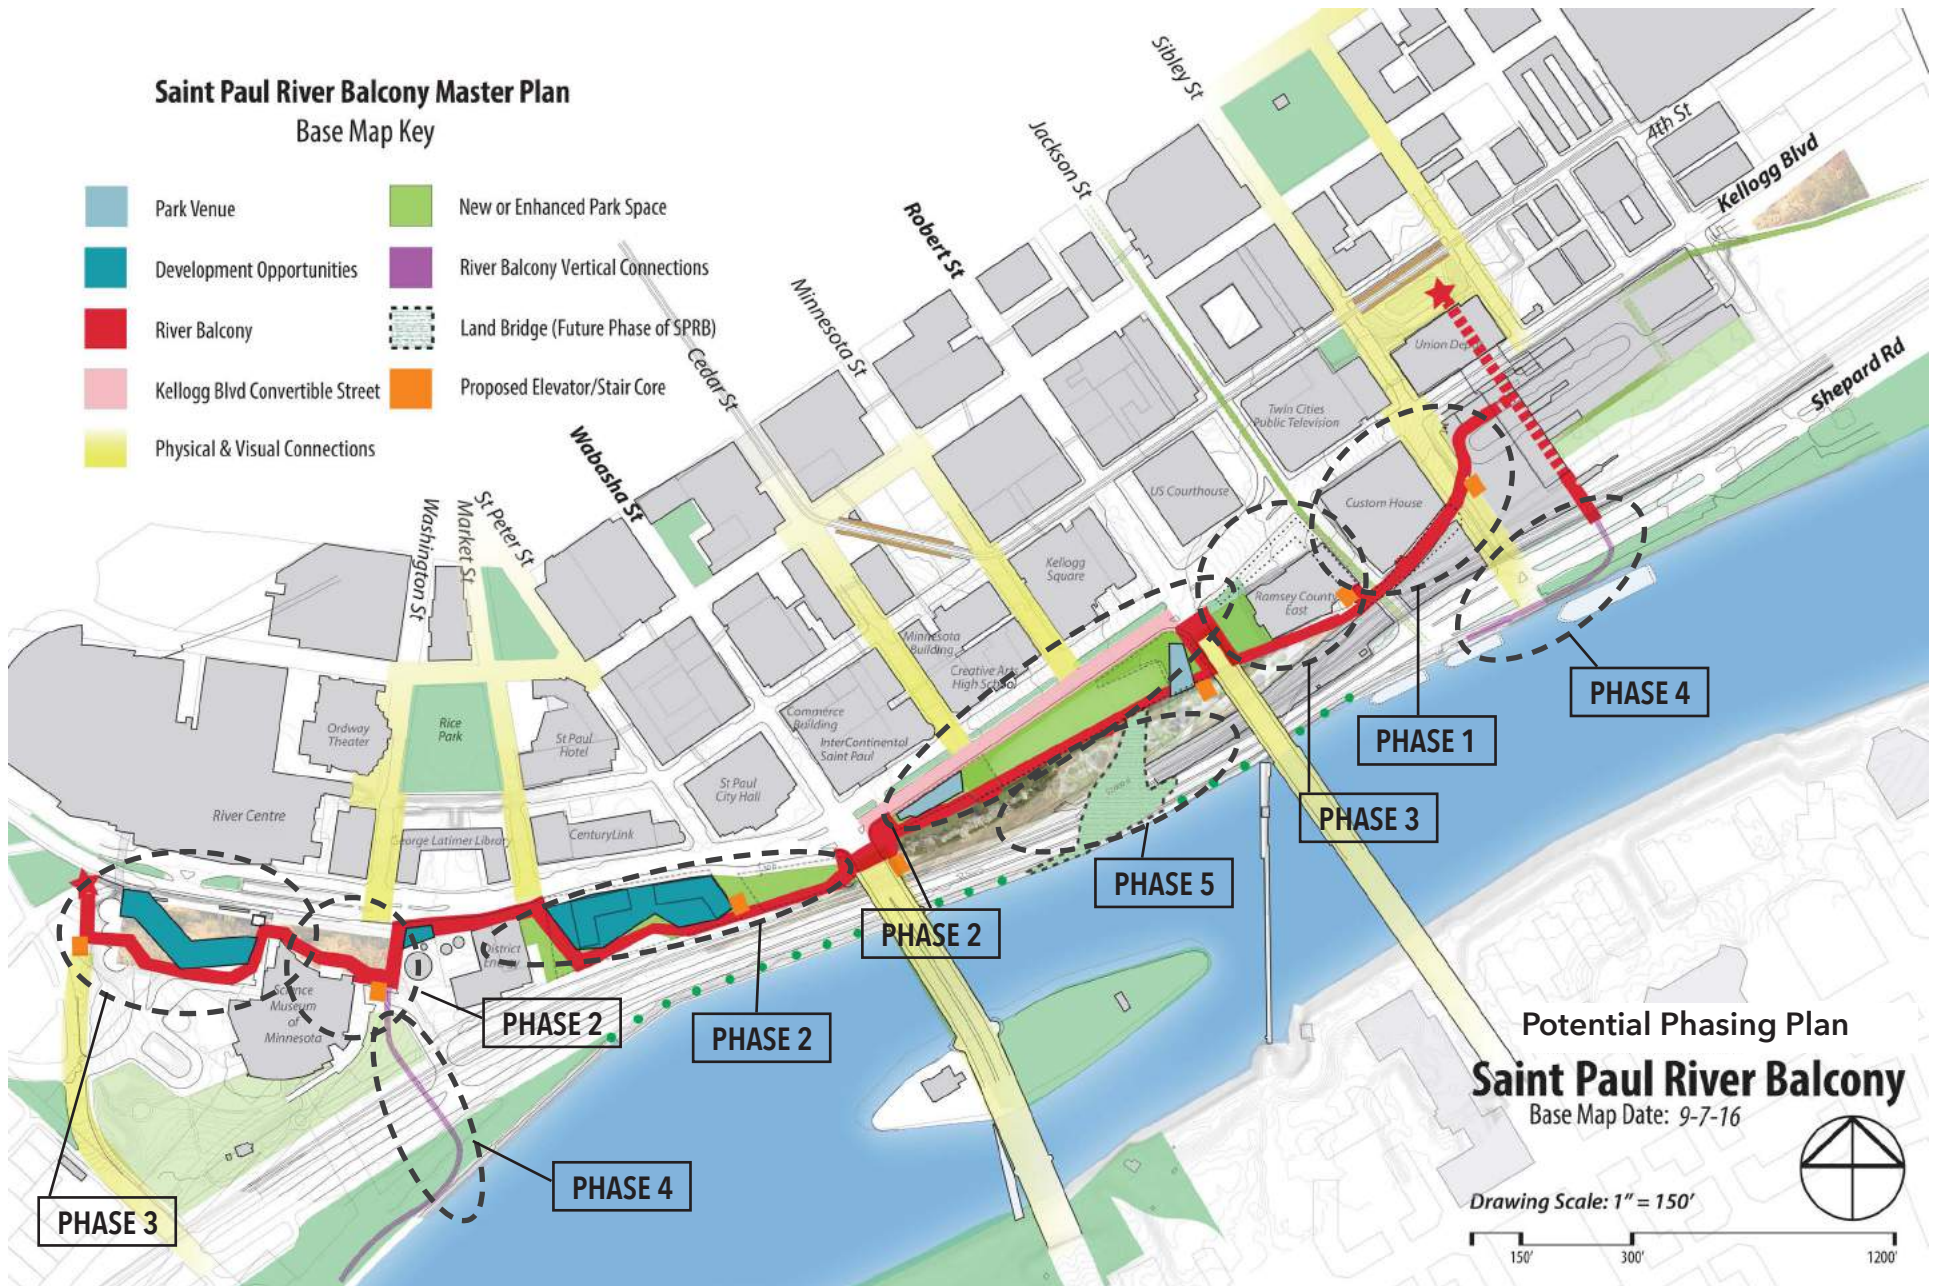 Saint Paul River Balcony Master Plan
Base Map Key
Park Venue
New or Enhanced Park Space
Development Opportunities
River Balcony Vertical Connections
River Balcony
Land Bridge (Future Phase of SPRB)
Kellogg Blvd Convertible Street
Proposed Elevator/Stair Core
Physical & Visual Connections
Sibley St
Jackson St
Robert St
Minnesota St
Cedar St
Wabasha St
St Peter St
Market St
Washington St
4th St
Kellogg Blvd
Shepard Rd
Union Dep
Twin Cities
Public Television
US Courthouse
Custom House
Kellogg
Square
Ramsey County
East
Minnesota
Building
Creative Arts
High School
Commerce
Building
InterContinental
Saint Paul
Ordway
Theater
Rice
Park
St Paul
Hotel
St Paul
City Hall
River Centre
George Latimer Library
CenturyLink
District
Energy
Science
Museum
of
Minnesota
PHASE 4
PHASE 1
PHASE 3
PHASE 5
PHASE 2
PHASE 2
PHASE 2
PHASE 4
PHASE 3
Potential Phasing Plan
Saint Paul River Balcony
Base Map Date: 9-7-16
Drawing Scale: 1" = 150'
150'
300'
1200'